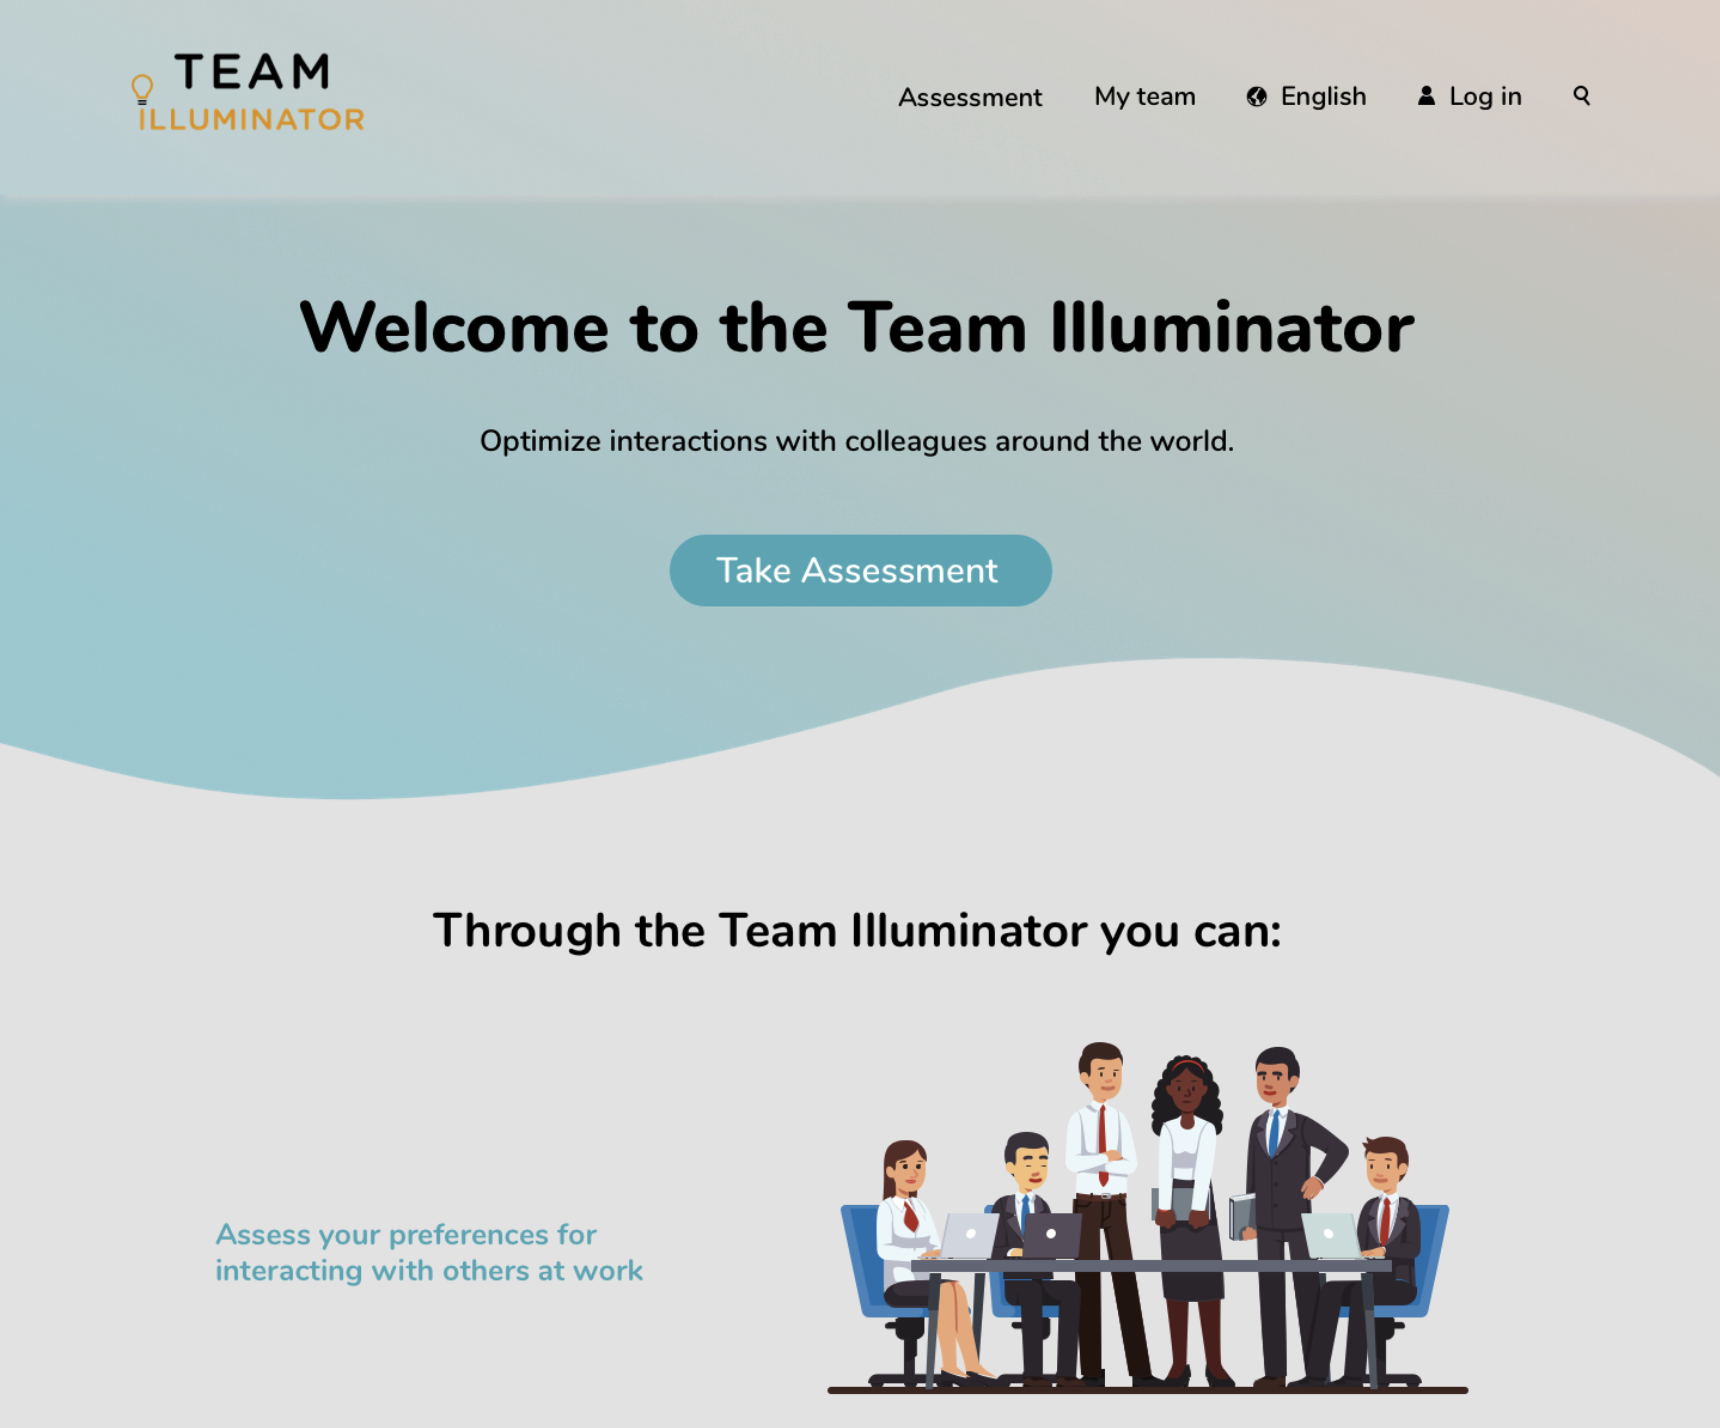 TEAM
ILLUMINATOR
Assessment
My team
English
Log in
Welcome to the Team Illuminator
Optimize interactions with colleagues around the world.
Take Assessment
Through the Team Illuminator you can:
Assess your preferences for
interacting with others at work